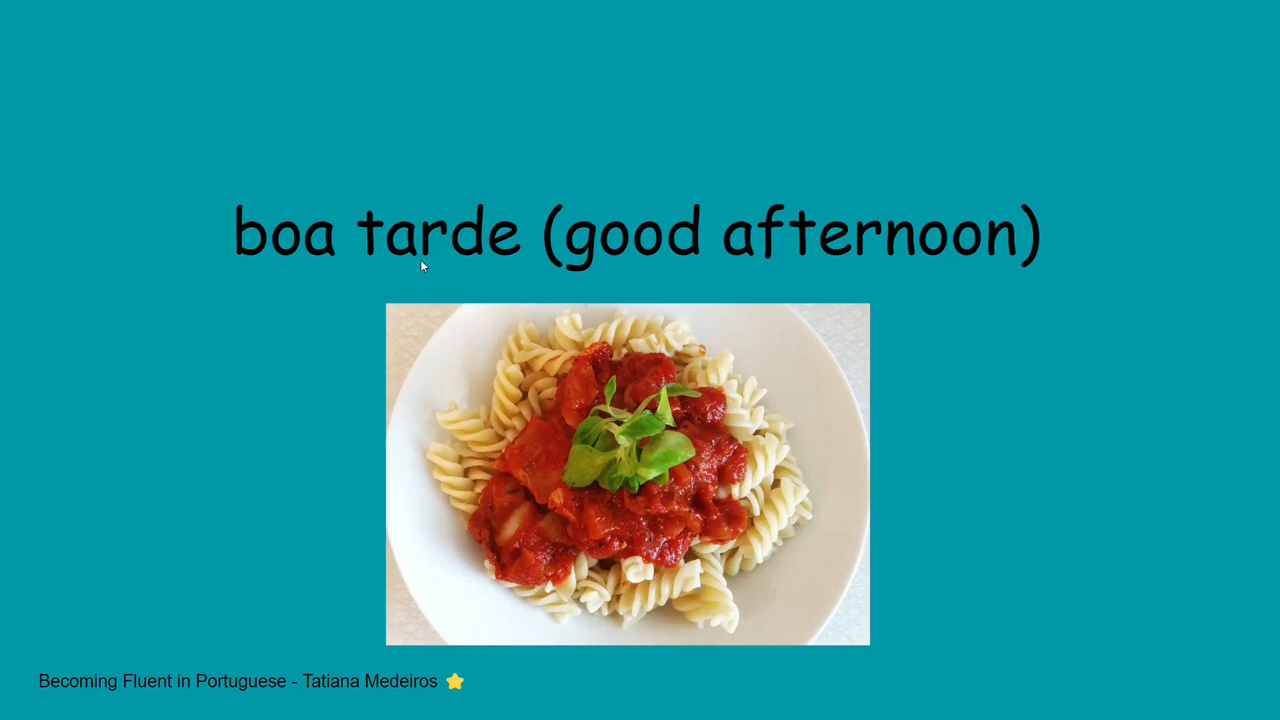 boa tarde (good afternoon)
Becoming Fluent in Portuguese - Tatiana Medeiros ⭐